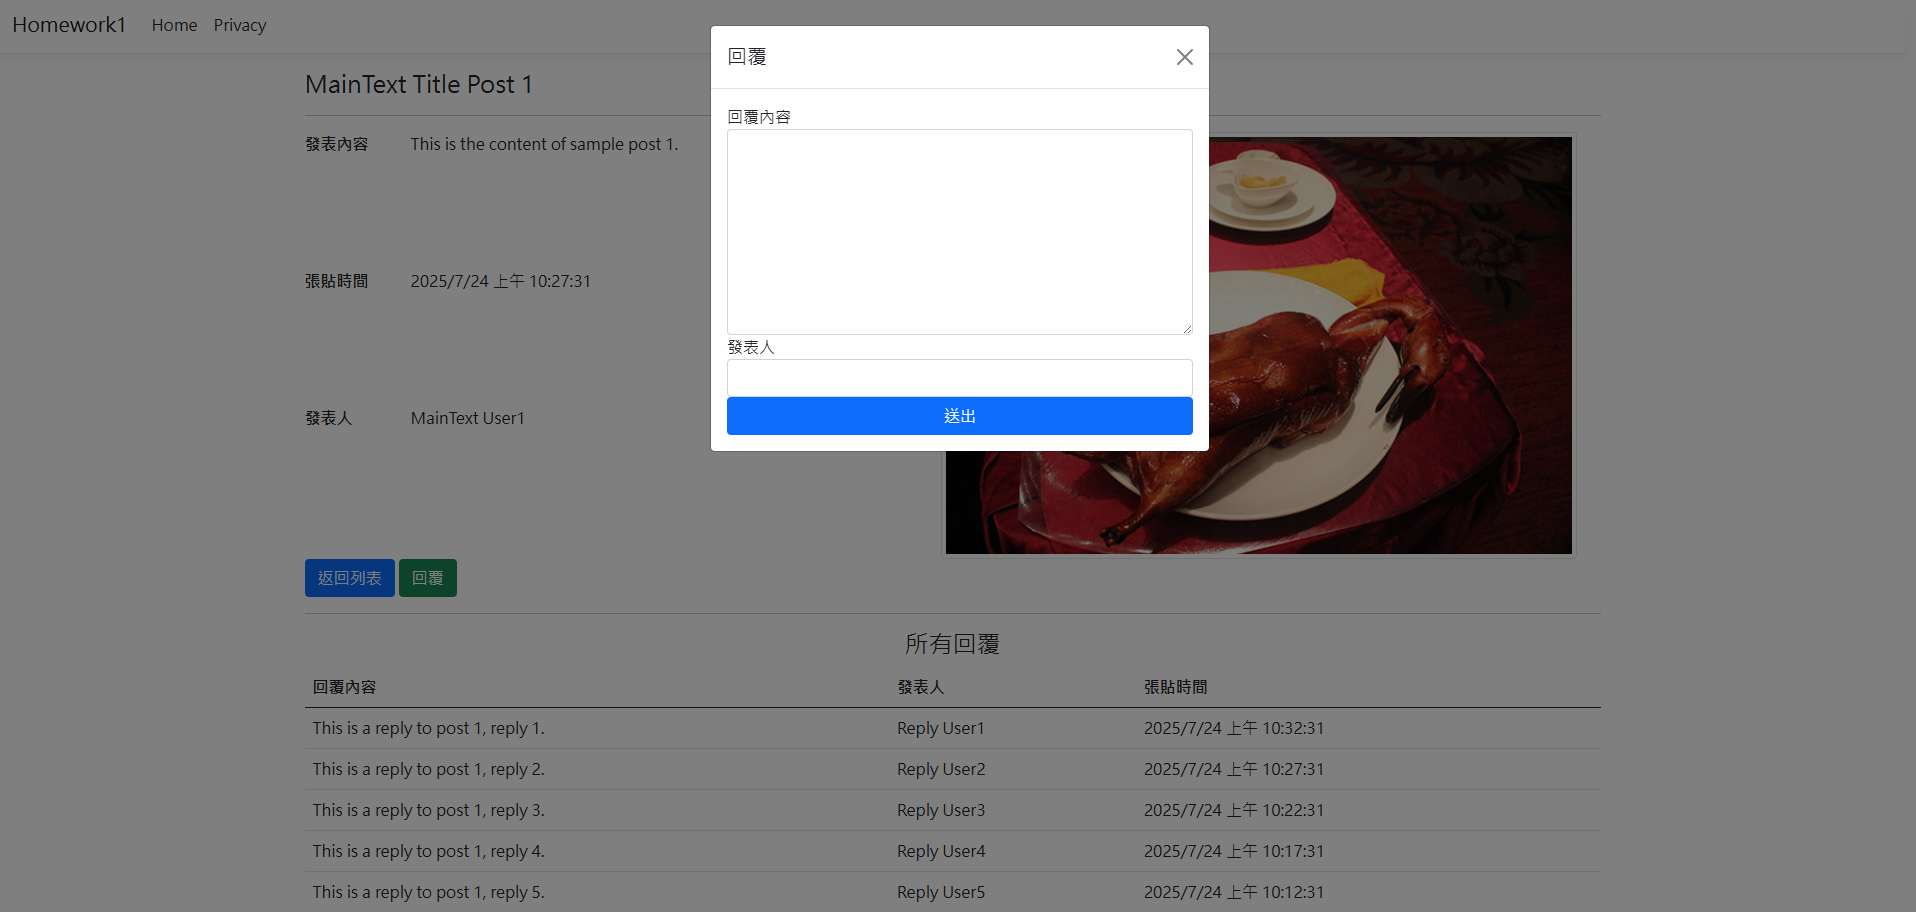 Homework1 Home Privacy
回覆
回覆內容
發表人
送出
MainText Title Post 1
發表內容 This is the content of sample post 1.
張貼時間 2025/7/24 上午 10:27:31
發表人 MainText User1
返回列表 回覆
所有回覆
回覆內容 發表人 張貼時間
This is a reply to post 1, reply 1. Reply User1 2025/7/24 上午 10:32:31
This is a reply to post 1, reply 2. Reply User2 2025/7/24 上午 10:27:31
This is a reply to post 1, reply 3. Reply User3 2025/7/24 上午 10:22:31
This is a reply to post 1, reply 4. Reply User4 2025/7/24 上午 10:17:31
This is a reply to post 1, reply 5. Reply User5 2025/7/24 上午 10:12:31